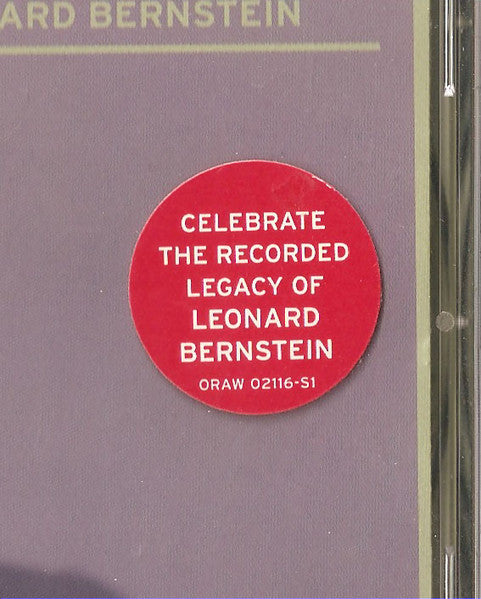 ARD BERNSTEIN
CELEBRATE
THE RECORDED
LEGACY OF
LEONARD
BERNSTEIN
ORAW 02116-S1